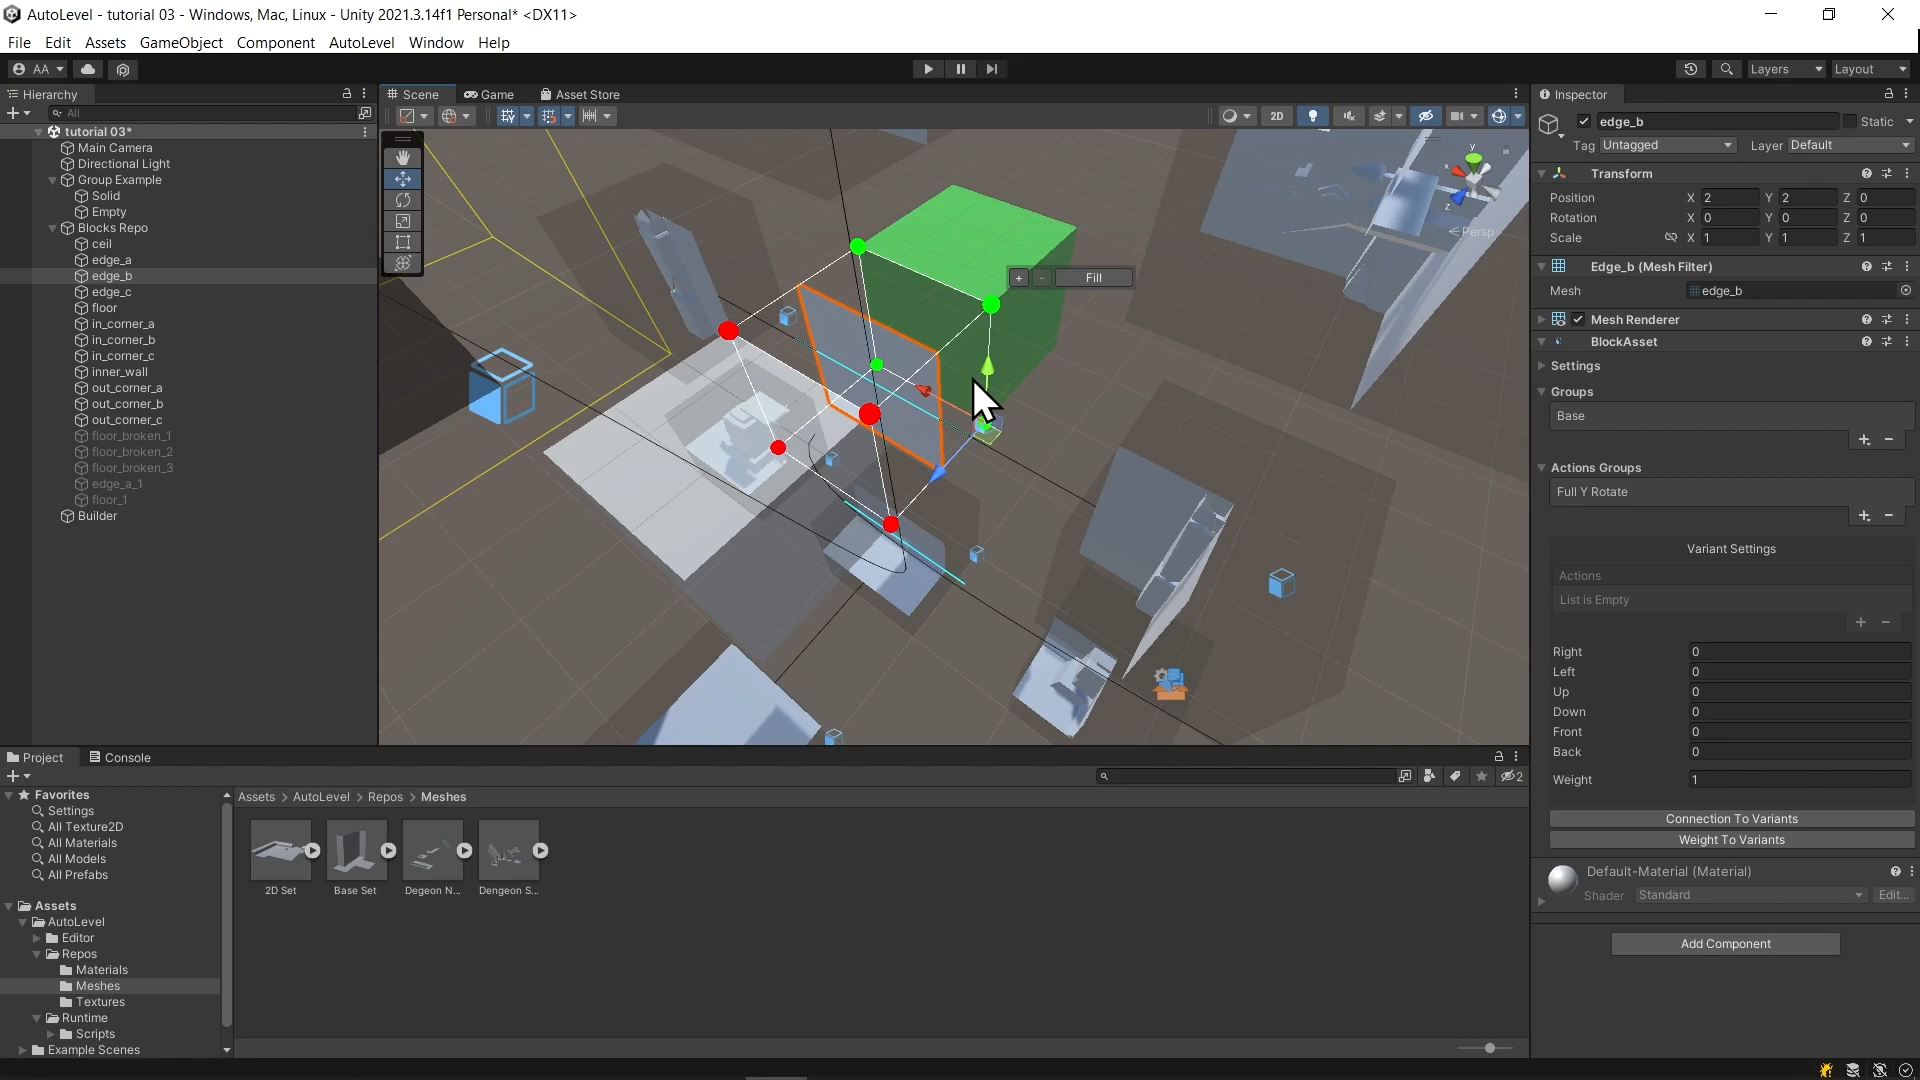 AutoLevel - tutorial 03 - Windows, Mac, Linux - Unity 2021.3.14f1 Personal* <DX11>
File Edit Assets GameObject Component AutoLevel Window Help
AA Layers Layout
Hierarchy
All
tutorial 03*
Main Camera
Directional Light
Group Example
Solid
Empty
Blocks Repo
ceil
edge_a
edge_b
edge_c
floor
in_corner_a
in_corner_b
in_corner_c
inner_wall
out_corner_a
out_corner_b
out_corner_c
floor_broken_1
floor_broken_2
floor_broken_3
edge_a_1
floor_1
Builder
Scene Game Asset Store
2D
y
x
z
Persp
+ - Fill
Inspector
edge_b Static
Tag Untagged Layer Default
Transform
Position X 2 Y 2 Z 0
Rotation X 0 Y 0 Z 0
Scale X 1 Y 1 Z 1
Edge_b (Mesh Filter)
Mesh edge_b
Mesh Renderer
BlockAsset
Settings
Groups
Base
Actions Groups
Full Y Rotate
Variant Settings
Actions
List is Empty
Right 0
Left 0
Up 0
Down 0
Front 0
Back 0
Weight 1
Connection To Variants
Weight To Variants
Default-Material (Material)
Shader Standard Edit...
Add Component
Project Console
2
Favorites
Settings
All Texture2D
All Materials
All Models
All Prefabs
Assets
AutoLevel
Editor
Repos
Materials
Meshes
Textures
Runtime
Scripts
Example Scenes
Assets > AutoLevel > Repos > Meshes
2D Set Base Set Degeon N... Dengeon S...